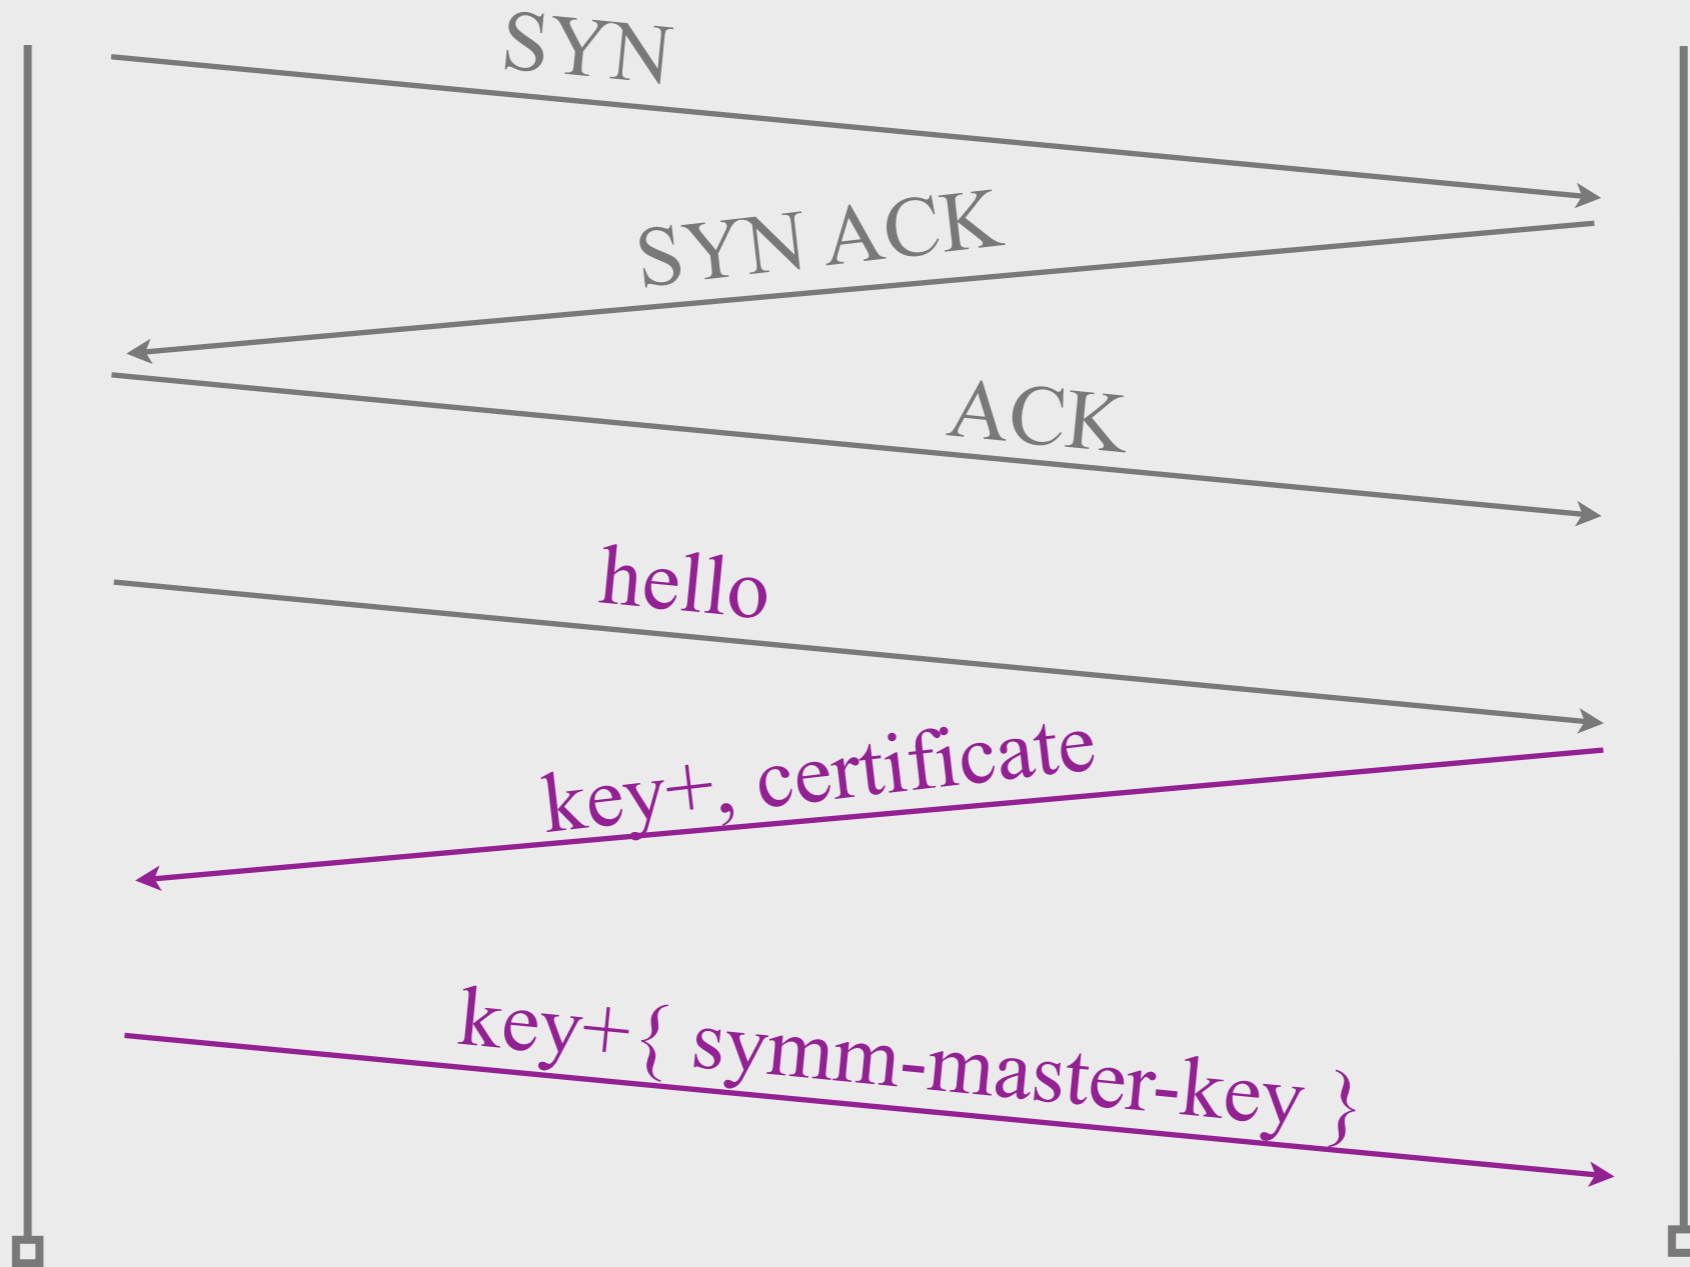 SYN
SYN ACK
ACK
hello
key+, certificate
key+{ symm-master-key }